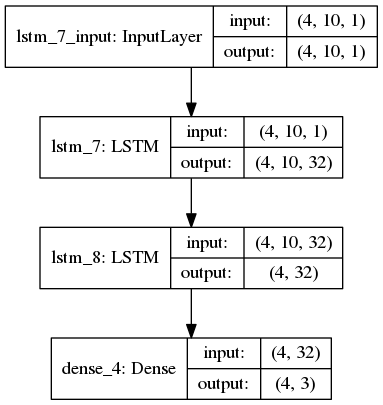 lstm_7_input: InputLayer
input: (4, 10, 1)
output: (4, 10, 1)
lstm_7: LSTM
input: (4, 10, 1)
output: (4, 10, 32)
lstm_8: LSTM
input: (4, 10, 32)
output: (4, 32)
dense_4: Dense
input: (4, 32)
output: (4, 3)